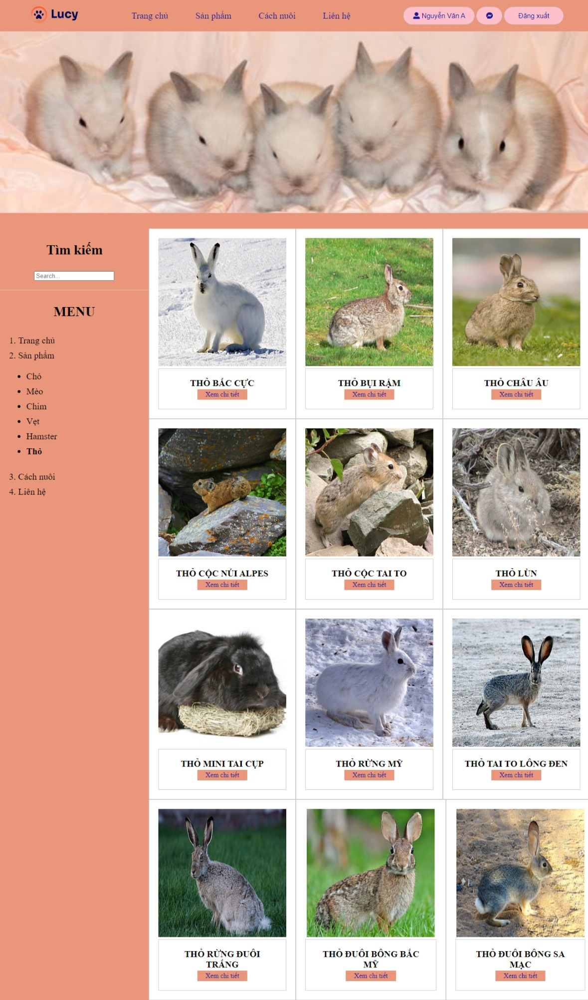 Lucy
Trang chủ
Sản phẩm
Cách nuôi
Liên hệ
Nguyễn Văn A
Đăng xuất
Tìm kiếm
Search...
MENU
1. Trang chủ
2. Sản phẩm
Chó
Mèo
Chim
Vẹt
Hamster
Thỏ
3. Cách nuôi
4. Liên hệ
THỎ BẮC CỰC
Xem chi tiết
THỎ BỤI RẬM
Xem chi tiết
THỎ CHÂU ÂU
Xem chi tiết
THỎ CỘC NÚI ALPES
Xem chi tiết
THỎ CỘC TAI TO
Xem chi tiết
THỎ LÙN
Xem chi tiết
THỎ MINI TAI CỤP
Xem chi tiết
THỎ RỪNG MỸ
Xem chi tiết
THỎ TAI TO LÔNG ĐEN
Xem chi tiết
THỎ RỪNG ĐUÔI
TRẮNG
Xem chi tiết
THỎ ĐUÔI BÔNG BẮC
MỸ
Xem chi tiết
THỎ ĐUÔI BÔNG SA
MẠC
Xem chi tiết